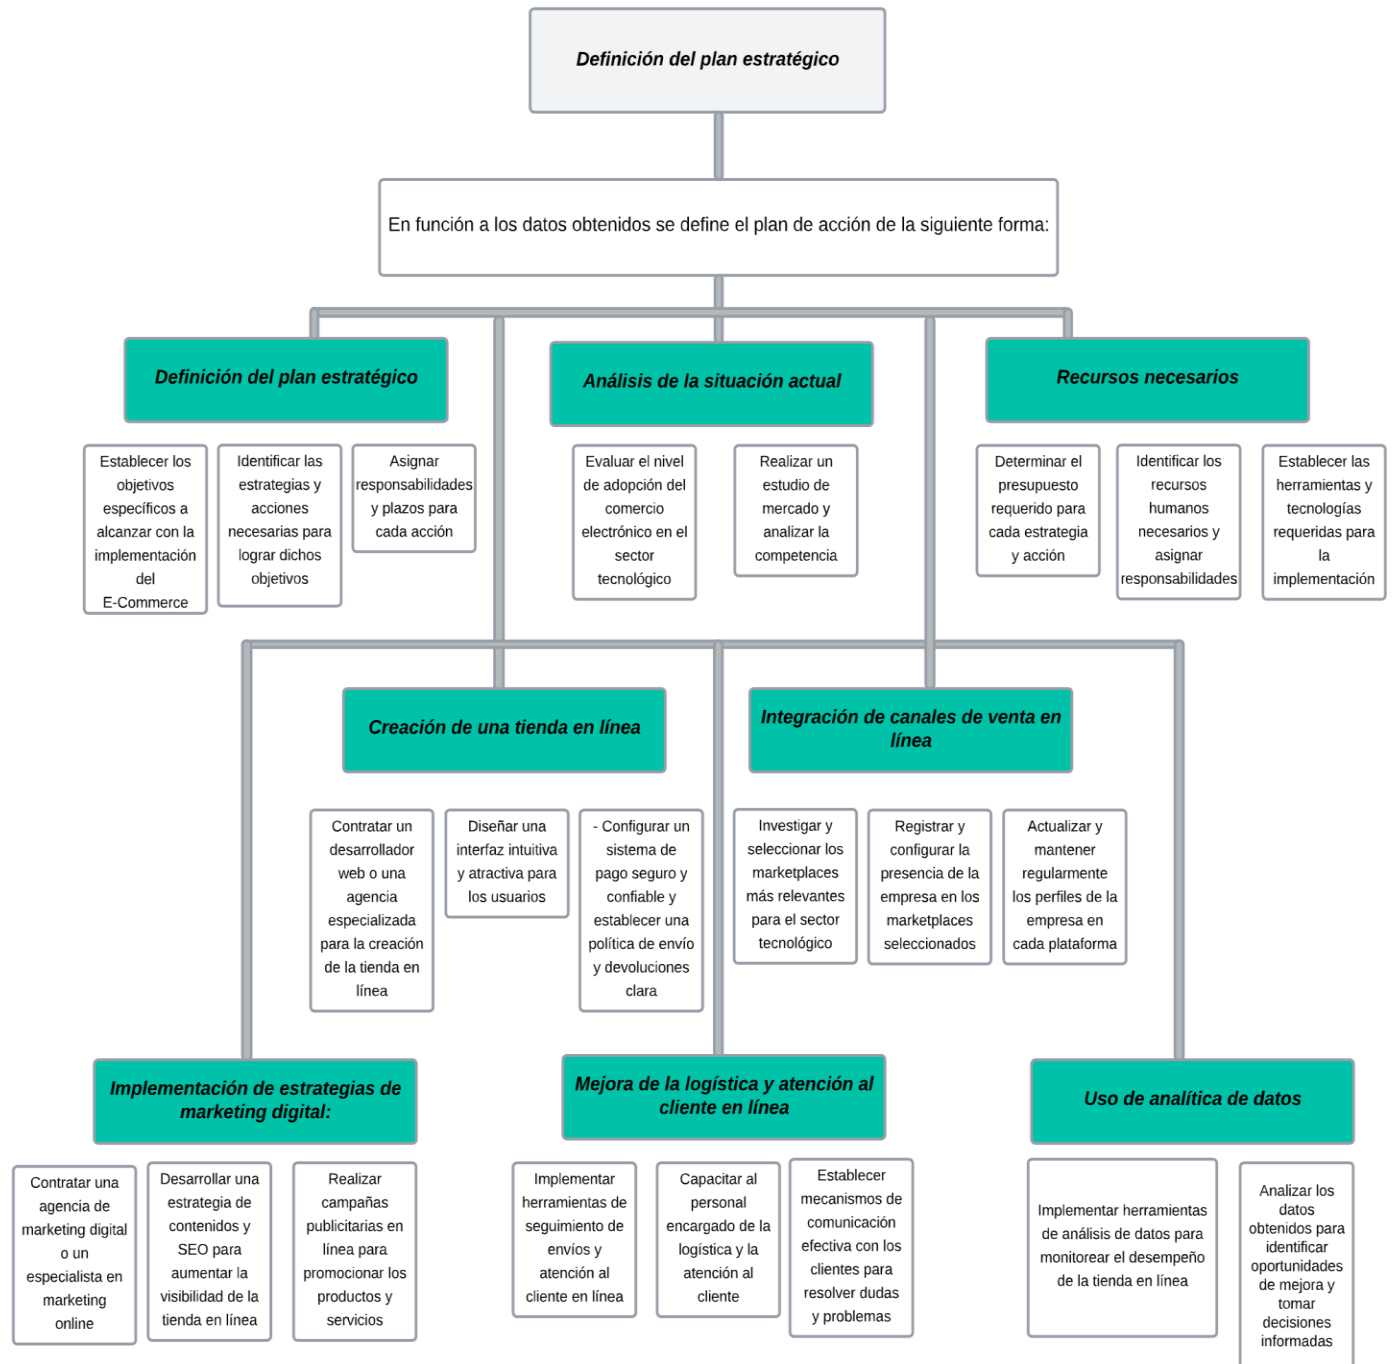 Definición del plan estratégico
En función a los datos obtenidos se define el plan de acción de la siguiente forma:
Definición del plan estratégico
Establecer los
objetivos
específicos a
alcanzar con la
implementación
del
E-Commerce
Identificar las
estrategias y
acciones
necesarias para
lograr dichos
objetivos
Asignar
responsabilidades
y plazos para
cada acción
Análisis de la situación actual
Evaluar el nivel
de adopción del
comercio
electrónico en el
sector
tecnológico
Realizar un
estudio de
mercado y
analizar la
competencia
Recursos necesarios
Determinar el
presupuesto
requerido para
cada estrategia
y acción
Identificar los
recursos
humanos
necesarios y
asignar
responsabilidades
Establecer las
herramientas y
tecnologías
requeridas para
la
implementación
Creación de una tienda en línea
Contratar un
desarrollador
web o una
agencia
especializada
para la creación
de la tienda en
línea
Diseñar una
interfaz intuitiva
y atractiva para
los usuarios
- Configurar un
sistema de
pago seguro y
confiable y
establecer una
política de envío
y devoluciones
clara
Integración de canales de venta en
línea
Investigar y
seleccionar los
marketplaces
más relevantes
para el sector
tecnológico
Registrar y
configurar la
presencia de la
empresa en los
marketplaces
seleccionados
Actualizar y
mantener
regularmente
los perfiles de la
empresa en
cada plataforma
Implementación de estrategias de
marketing digital:
Contratar una
agencia de
marketing digital
o un
especialista en
marketing
online
Desarrollar una
estrategia de
contenidos y
SEO para
aumentar la
visibilidad de la
tienda en línea
Realizar
campañas
publicitarias en
línea para
promocionar los
productos y
servicios
Mejora de la logística y atención al
cliente en línea
Implementar
herramientas de
seguimiento de
envíos y
atención al
cliente en línea
Capacitar al
personal
encargado de la
logística y la
atención al
cliente
Establecer
mecanismos de
comunicación
efectiva con los
clientes para
resolver dudas
y problemas
Uso de analítica de datos
Implementar herramientas
de análisis de datos para
monitorear el desempeño
de la tienda en línea
Analizar los
datos
obtenidos para
identificar
oportunidades
de mejora y
tomar
decisiones
informadas